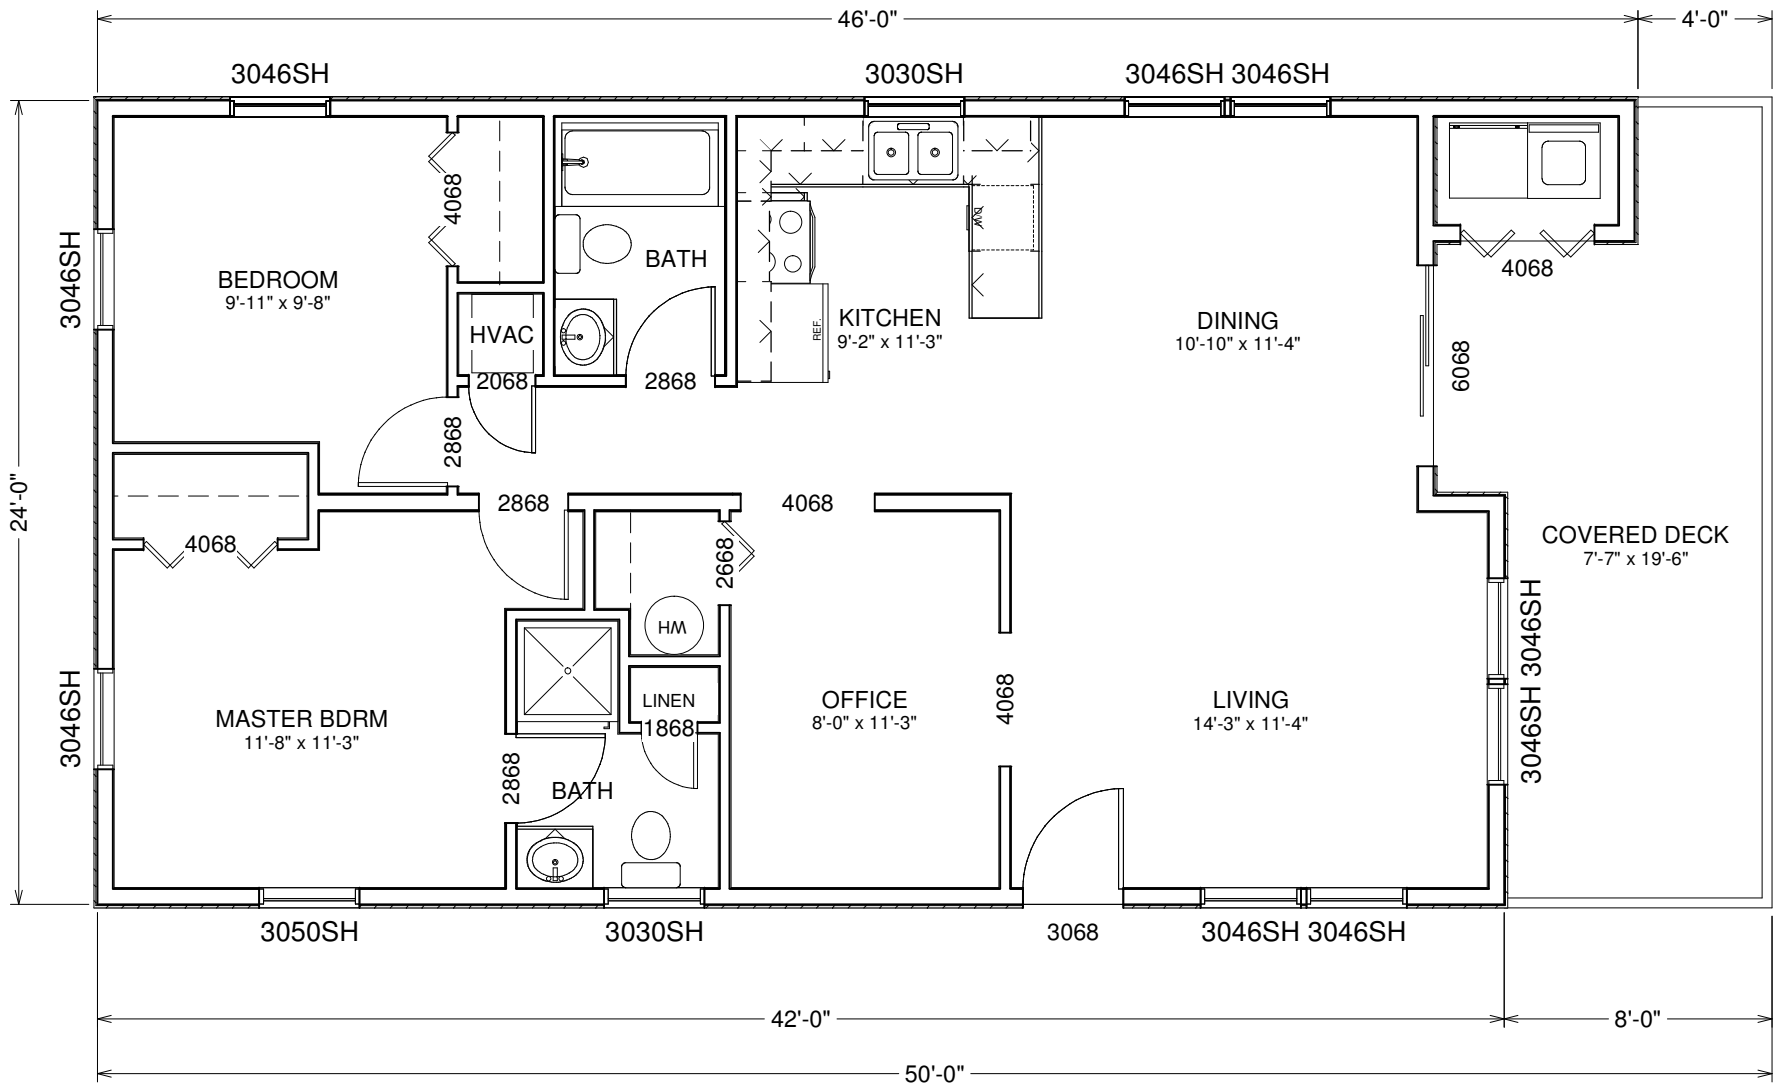 46'-0"
4'-0"
3046SH
3030SH
3046SH 3046SH
4068
BATH
3046SH
BEDROOM
9'-11" x 9'-8"
D/W
4068
HVAC
REF.
KITCHEN
9'-2" x 11'-3"
DINING
10'-10" x 11'-4"
6068
2068
2868
2868
24'-0"
2868
4068
4068
2668
COVERED DECK
7'-7" x 19'-6"
WH
3046SH 3046SH
3046SH
MASTER BDRM
11'-8" x 11'-3"
LINEN
1868
OFFICE
8'-0" x 11'-3"
4068
LIVING
14'-3" x 11'-4"
2868
BATH
3050SH
3030SH
3068
3046SH 3046SH
42'-0"
8'-0"
50'-0"